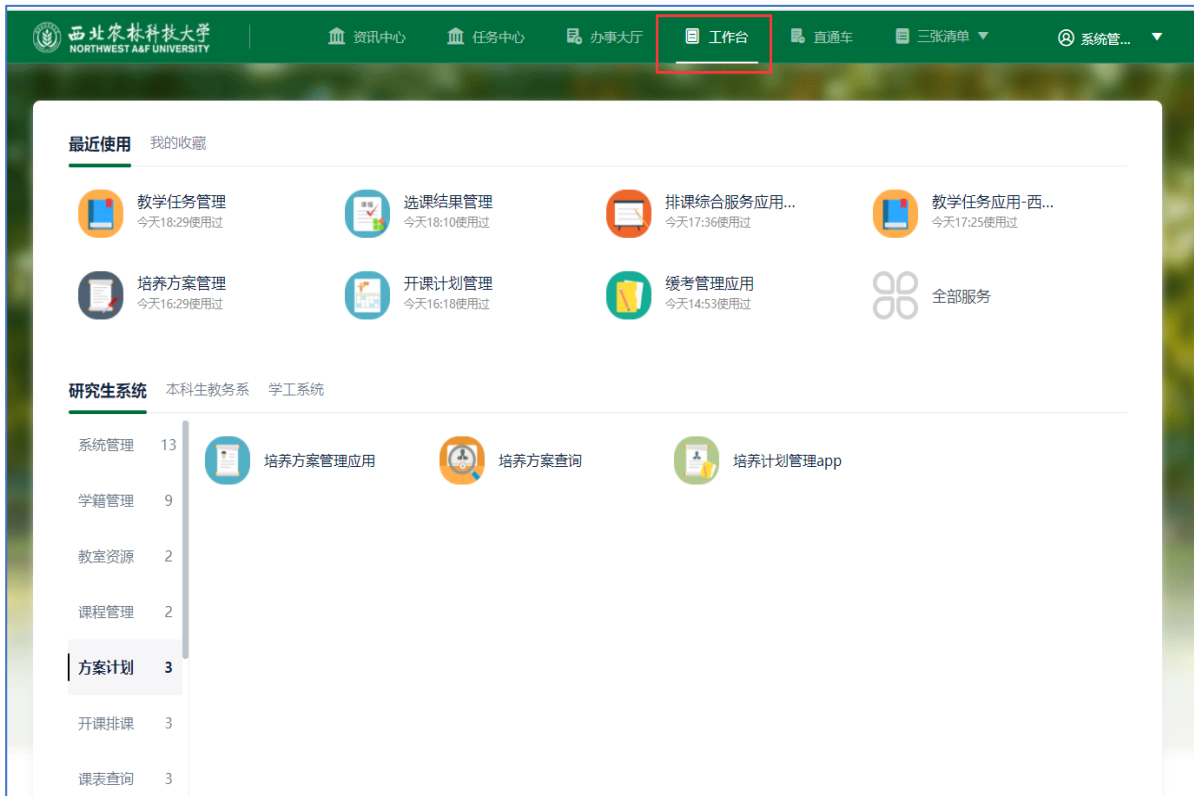 西北农林科技大学
NORTHWEST A&F UNIVERSITY
资讯中心 任务中心 办事大厅 工作台 直通车 三张清单 系统管...
最近使用 我的收藏
教学任务管理 选课结果管理 排课综合服务应用... 教学任务应用-西...
今天18:29使用过 今天18:10使用过 今天17:36使用过 今天17:25使用过
培养方案管理 开课计划管理 缓考管理应用 全部服务
今天16:29使用过 今天16:18使用过 今天14:53使用过
研究生系统 本科生教务系 学工系统
系统管理 13
培养方案管理应用 培养方案查询 培养计划管理app
学籍管理 9
教室资源 2
课程管理 2
方案计划 3
开课排课 3
课表查询 3